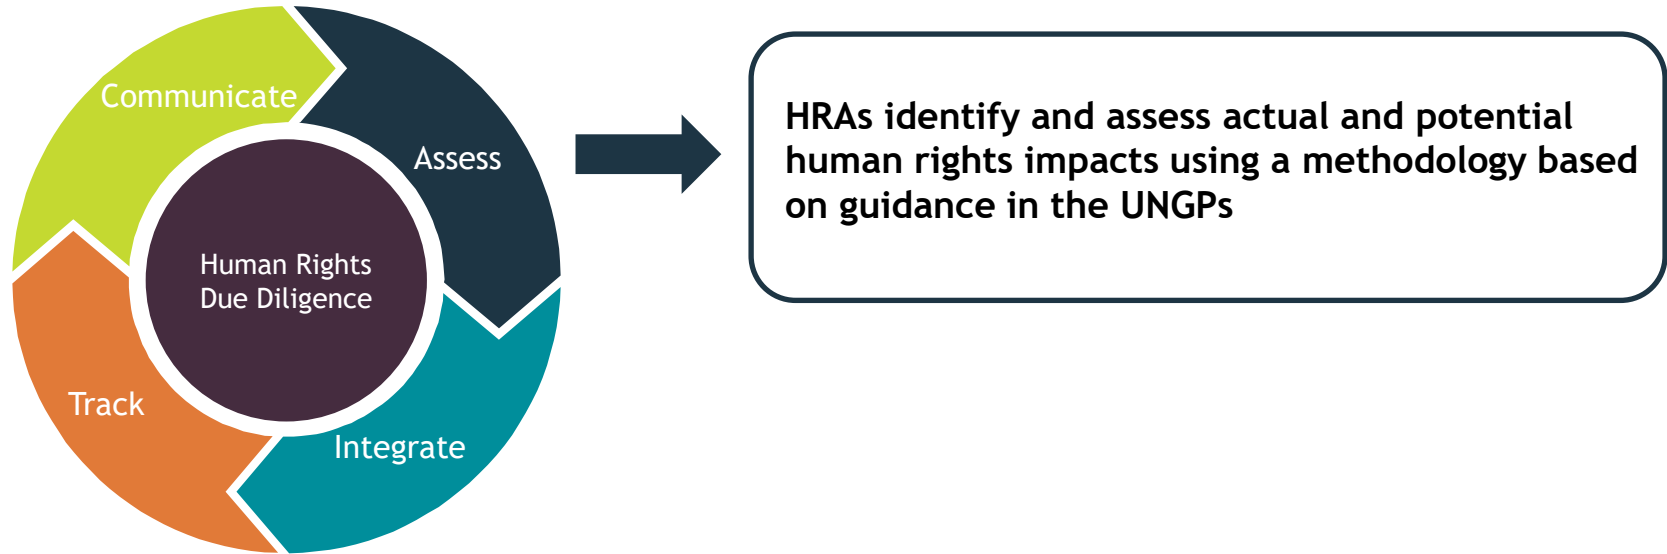 Communicate
Assess
Human Rights
Due Diligence
Track
Integrate
HRAs identify and assess actual and potential
human rights impacts using a methodology based
on guidance in the UNGPs